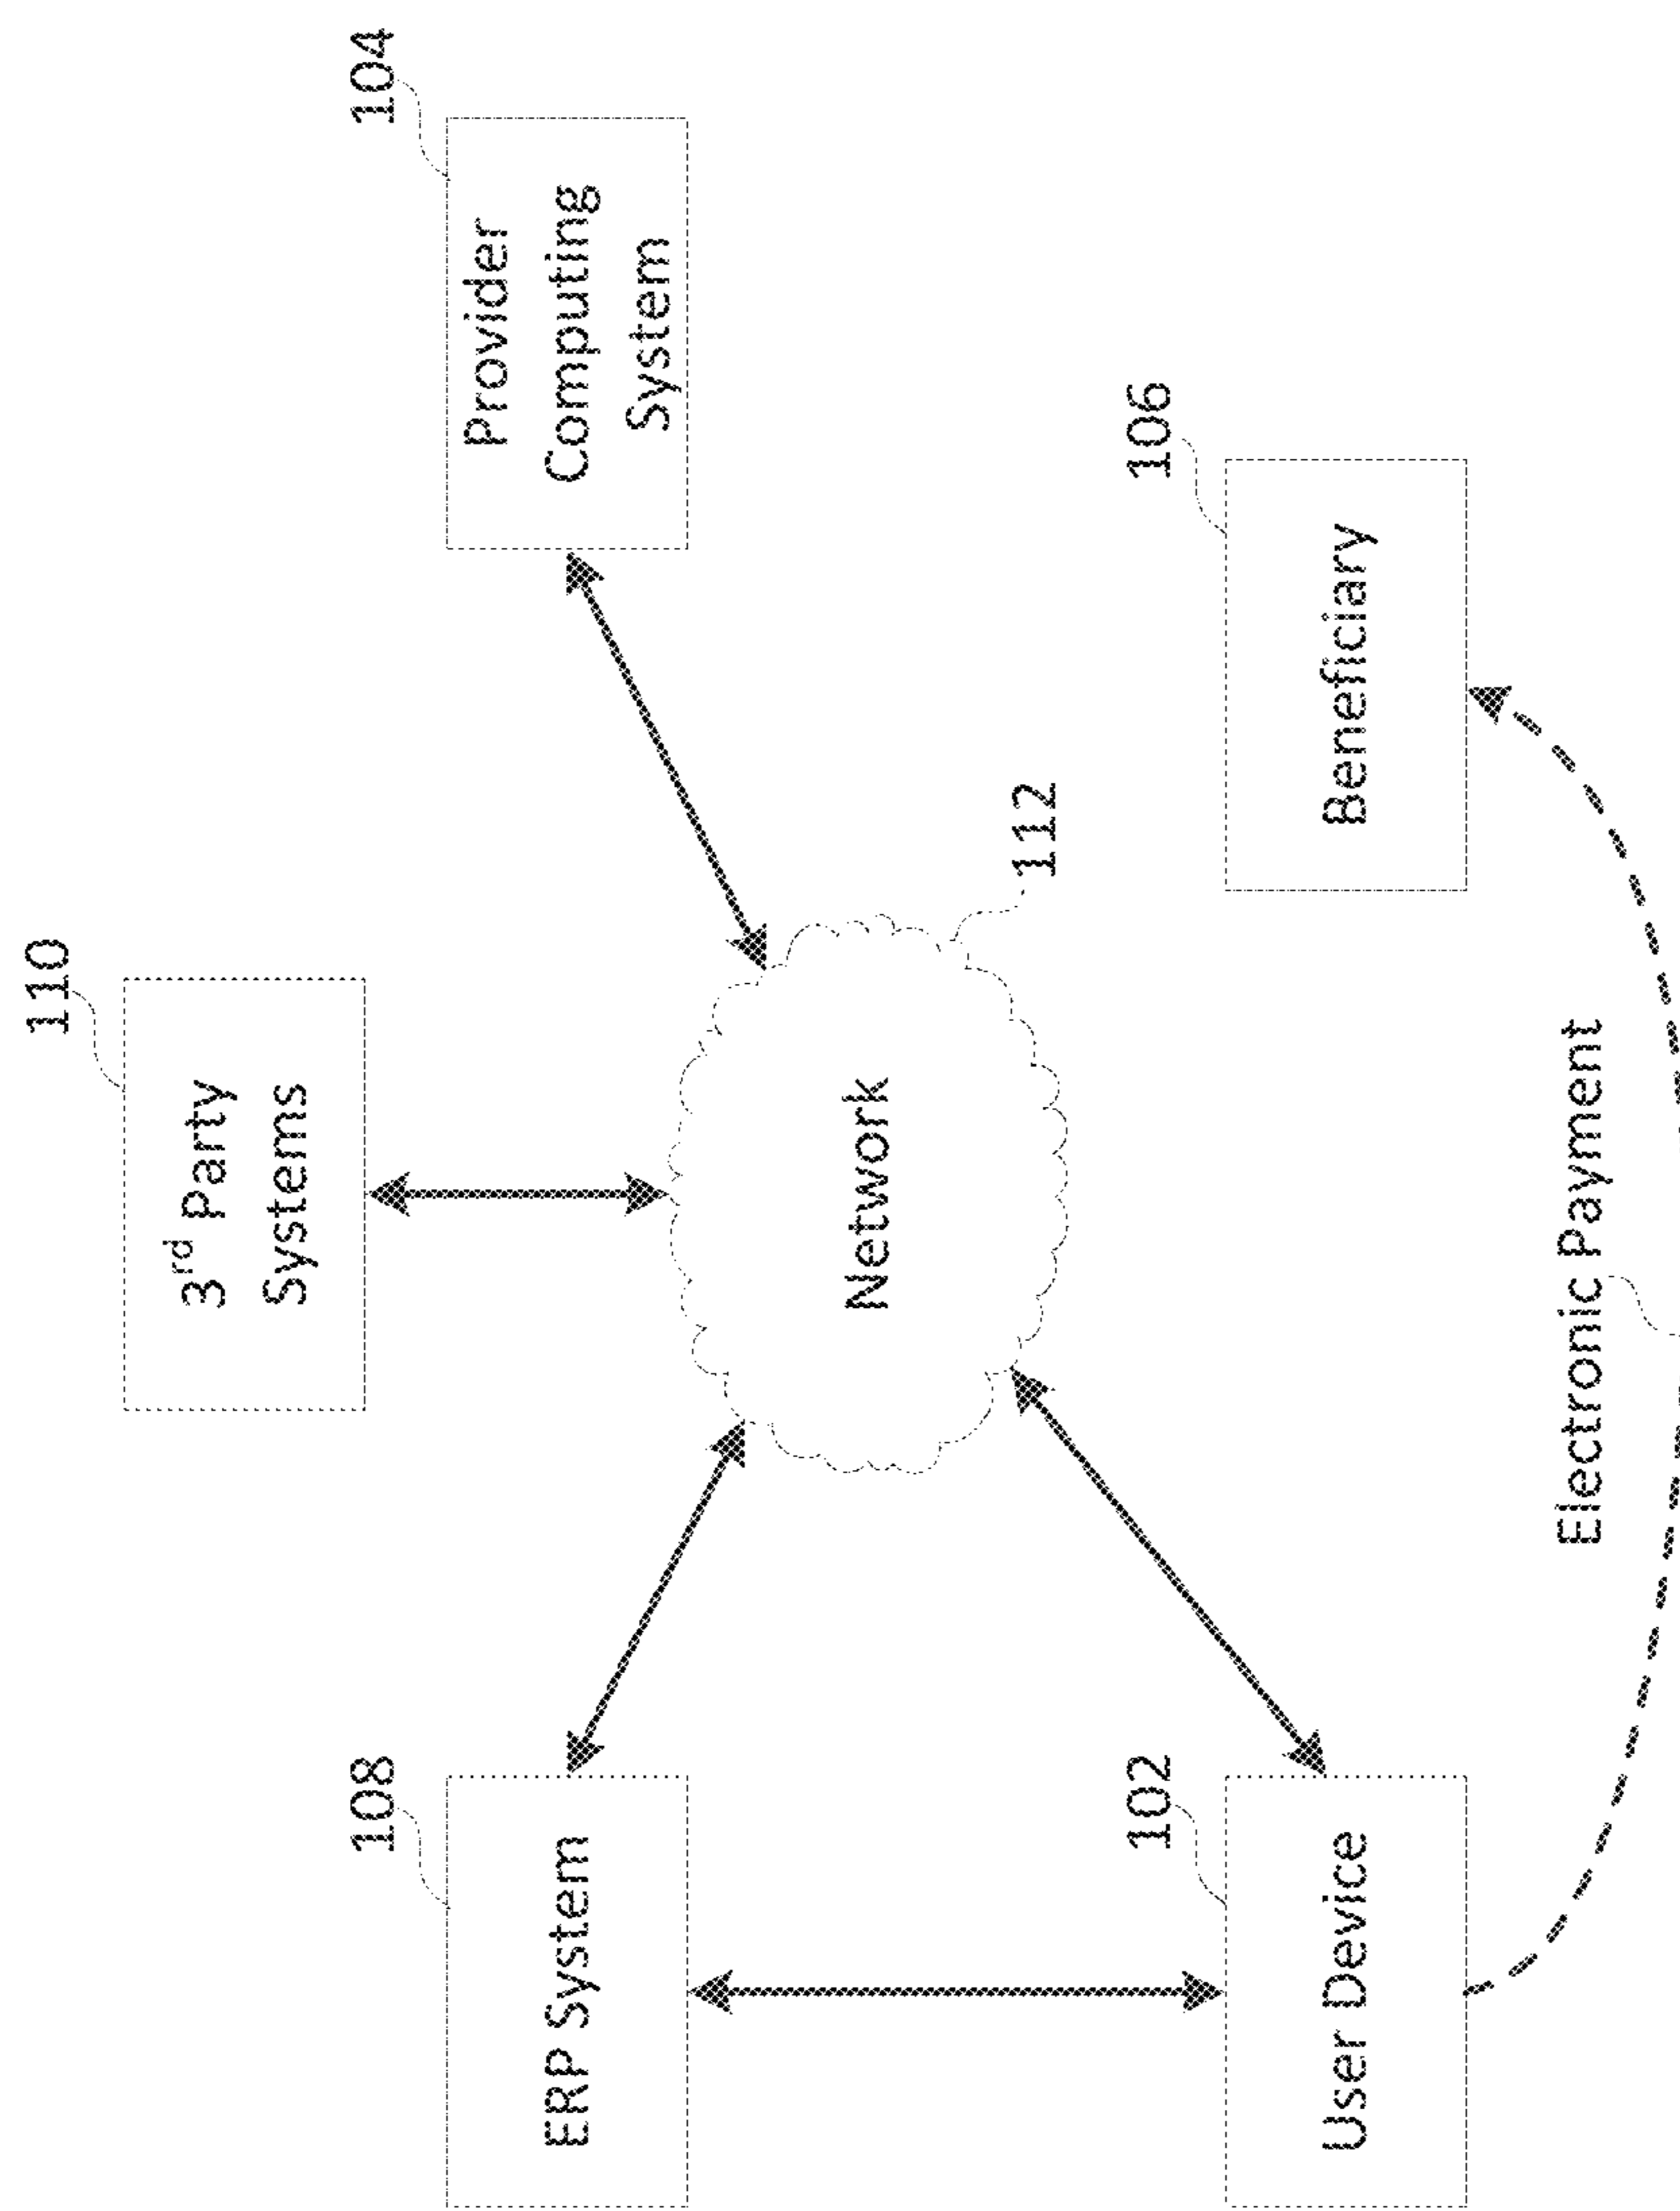 110
3rd Party
Systems
108
ERP System
104
Provider
Computing
System
Network
112
102
User Device
106
Beneficiary
Electronic Payment